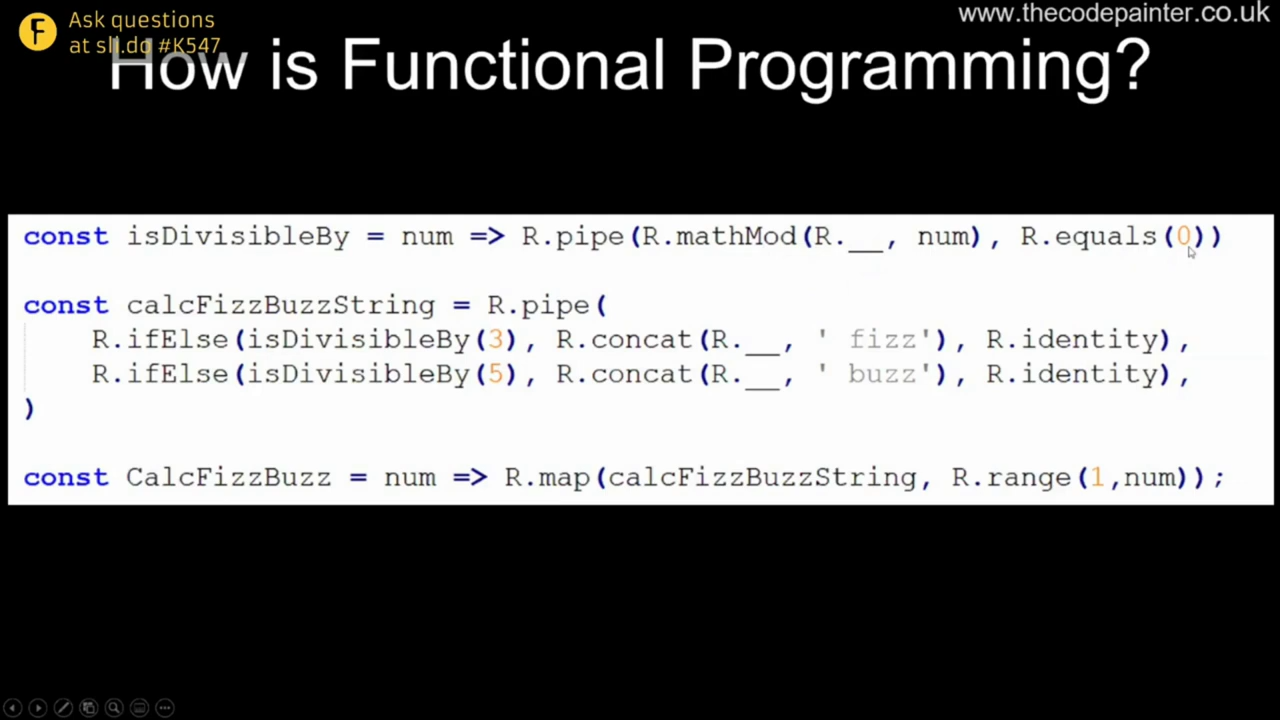 www.thecodepainter.co.uk
Ask questions
at sli.do #K547
How is Functional Programming?
const isDivisibleBy = num => R.pipe(R.mathMod(R.__, num), R.equals(0))
const calcFizzBuzzString = R.pipe(
R.ifElse(isDivisibleBy(3), R.concat(R.__, ' fizz'), R.identity),
R.ifElse(isDivisibleBy(5), R.concat(R.__, ' buzz'), R.identity),
)
const CalcFizzBuzz = num => R.map(calcFizzBuzzString, R.range(1,num));